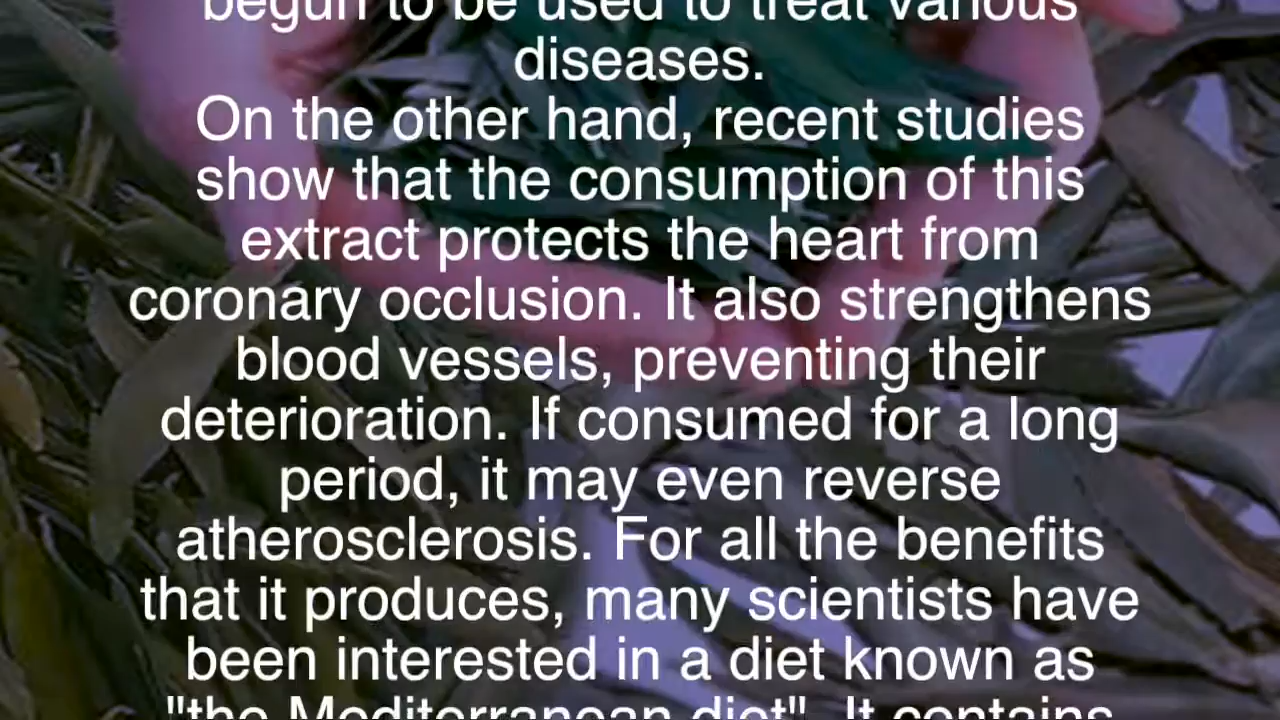 begun to be used to treat various
diseases.
On the other hand, recent studies
show that the consumption of this
extract protects the heart from
coronary occlusion. It also strengthens
blood vessels, preventing their
deterioration. If consumed for a long
period, it may even reverse
atherosclerosis. For all the benefits
that it produces, many scientists have
been interested in a diet known as
"the Mediterranean diet". It contains